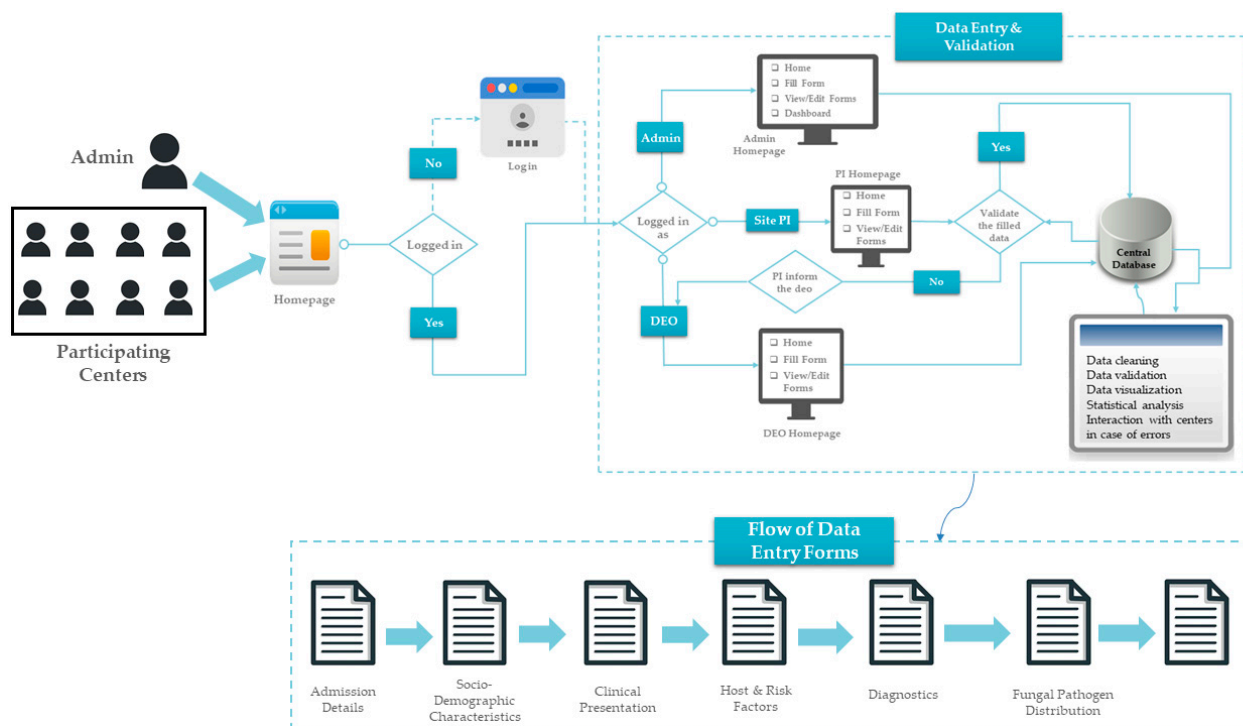 Data Entry &
Validation
Home
Fill Form
View/Edit Forms
Dashboard
Admin
Homepage
Admin
Participating
Centers
Homepage
Logged in
No
Yes
Login
Logged in
as
Admin
Site PI
DEO
PI Homepage
Home
Fill Form
View/Edit
Forms
Validate
the filled
data
Yes
No
PI inform
the deo
Home
Fill Form
View/Edit
Forms
DEO Homepage
Central
Database
Data cleaning
Data validation
Data visualization
Statistical analysis
Interaction with centers
in case of errors
Flow of Data
Entry Forms
Admission
Details
Socio-
Demographic
Characteristics
Clinical
Presentation
Host & Risk
Factors
Diagnostics
Fungal Pathogen
Distribution